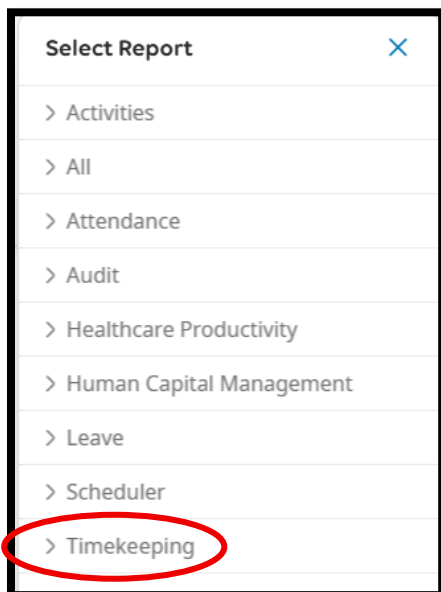 Select Report
Activities
All
Attendance
Audit
Healthcare Productivity
Human Capital Management
Leave
Scheduler
Timekeeping